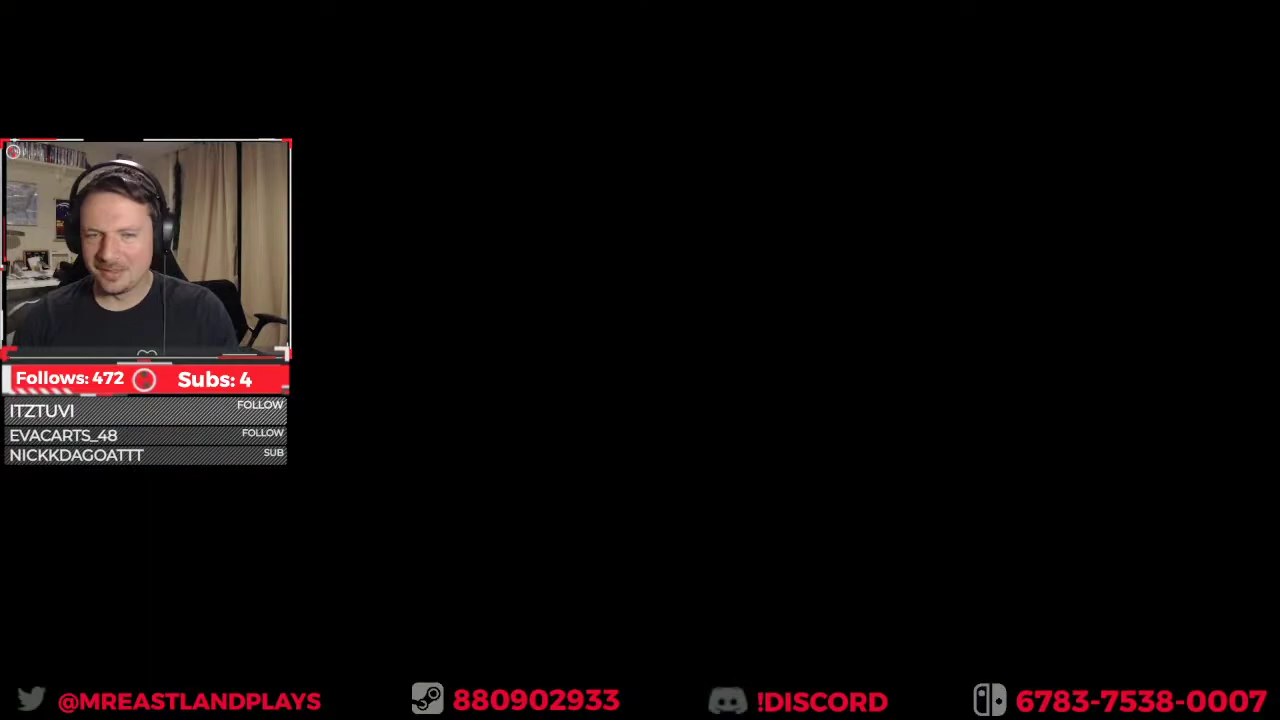 Follows: 472 Subs: 4
ITZTUVI FOLLOW
EVACARTS_48 FOLLOW
NICKKDAGOATTT SUB
@MREASTLANDPLAYS 880902933 !DISCORD 6783-7538-0007